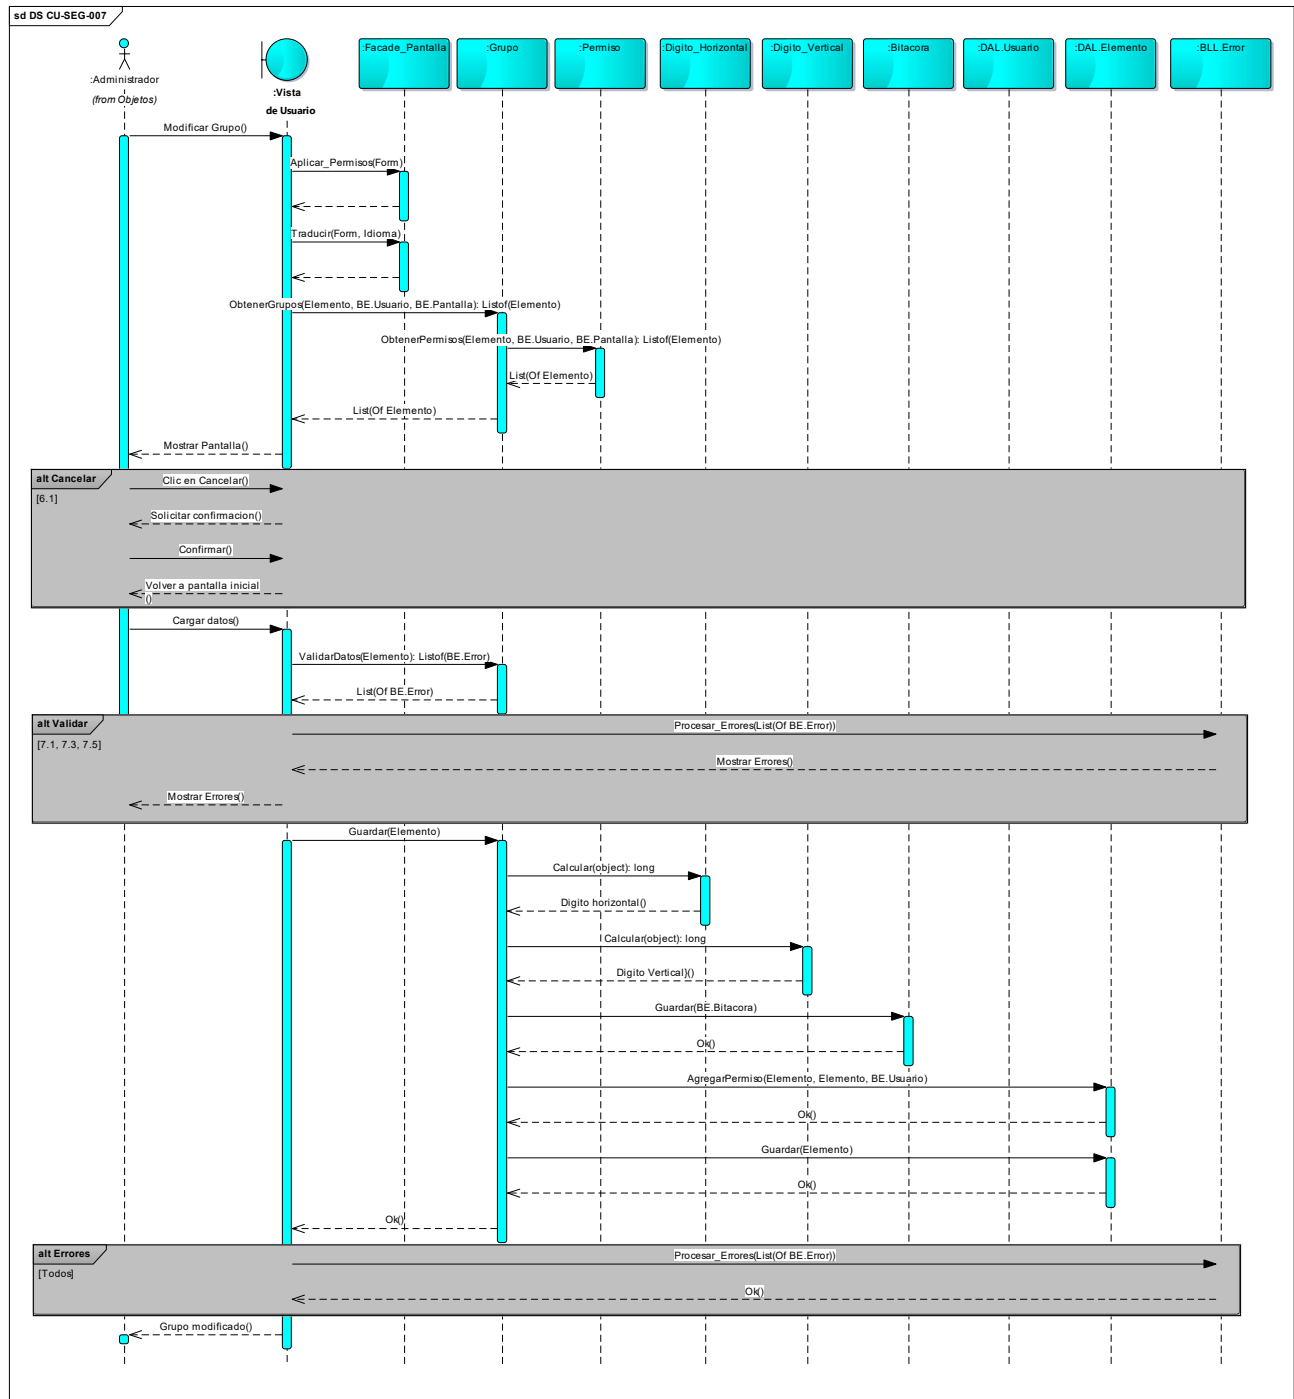 sd DS CU-SEG-007
:Administrador
(from Objetos)
:Vista
de Usuario
:Facade_Pantalla
:Grupo
:Permiso
:Digito_Horizontal
:Digito_Vertical
:Bitacora
:DAL.Usuario
:DAL.Elemento
:BLL.Error
Modificar Grupo()
Aplicar_Permisos(Form)
Traducir(Form, Idioma)
ObtenerGrupos(Elemento, BE.Usuario, BE.Pantalla): Listof(Elemento)
ObtenerPermisos(Elemento, BE.Usuario, BE.Pantalla): Listof(Elemento)
List(Of Elemento)
List(Of Elemento)
Mostrar Pantalla()
alt Cancelar
[6.1]
Clic en Cancelar()
Solicitar confirmacion()
Confirmar()
Volver a pantalla inicial
()
Cargar datos()
ValidarDatos(Elemento): Listof(BE.Error)
List(Of BE.Error)
alt Validar
[7.1, 7.3, 7.5]
Procesar_Errores(List(Of BE.Error))
Mostrar Errores()
Mostrar Errores()
Guardar(Elemento)
Calcular(object): long
Digito horizontal()
Calcular(object): long
Digito Vertical}()
Guardar(BE.Bitacora)
Ok()
AgregarPermiso(Elemento, Elemento, BE.Usuario)
Ok()
Guardar(Elemento)
Ok()
Ok()
alt Errores
[Todos]
Procesar_Errores(List(Of BE.Error))
Ok()
Grupo modificado()